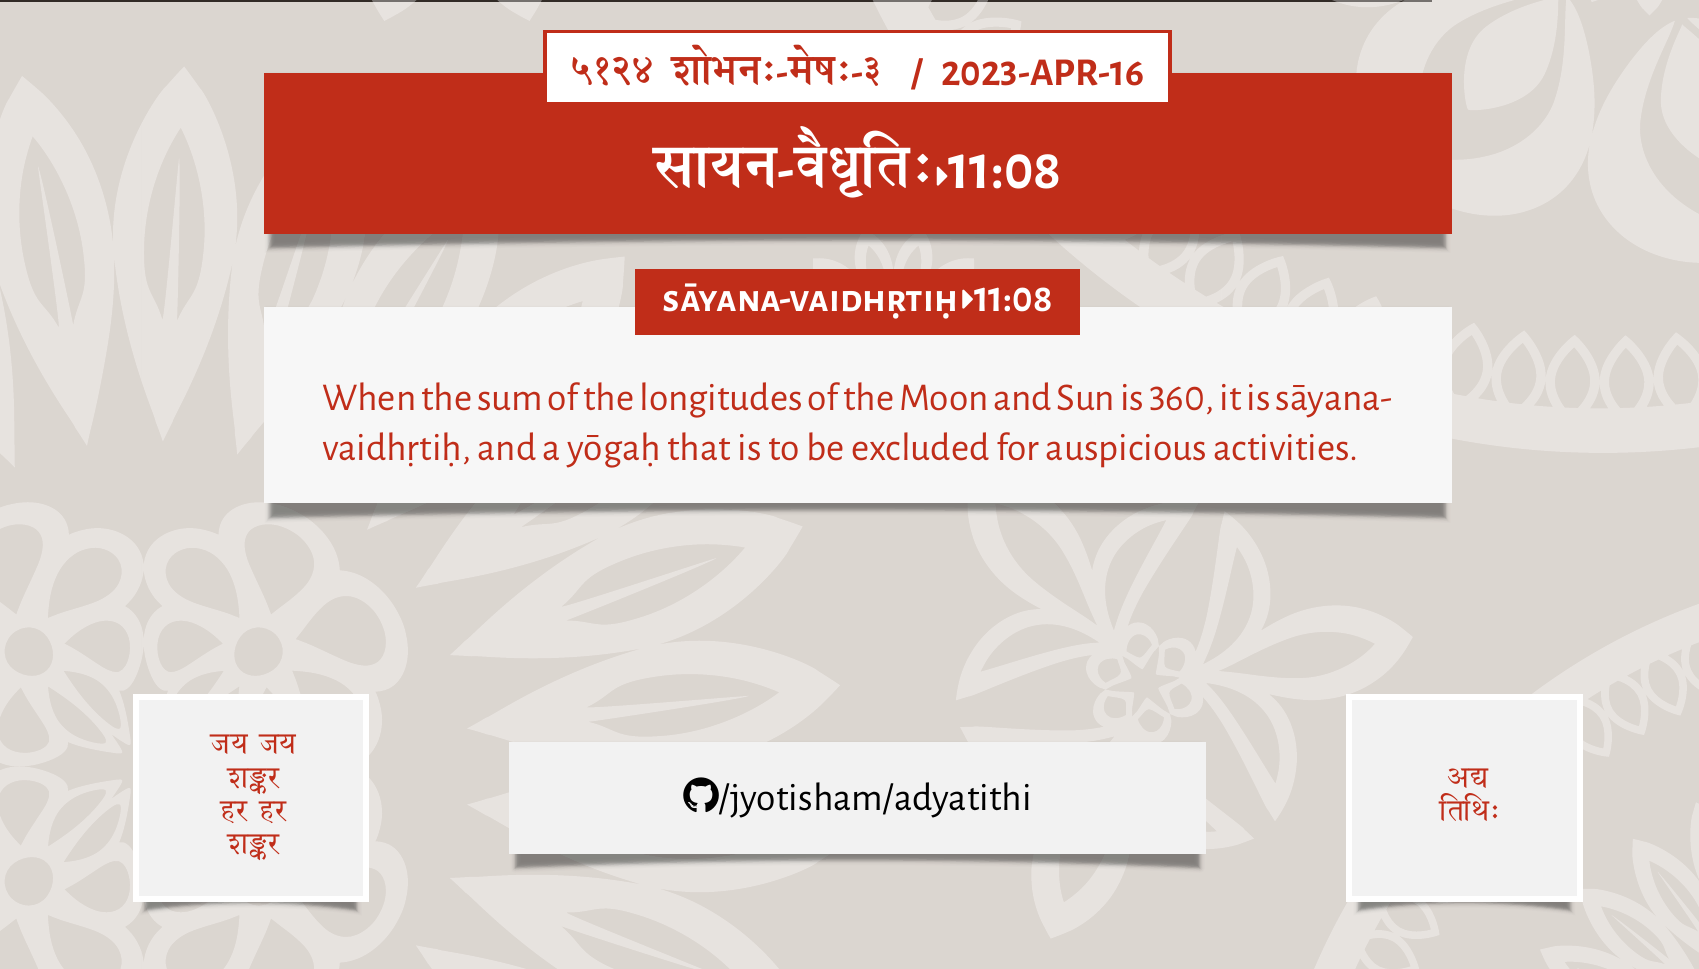 ५१२४ शोभनः-मेषः-३ / 2023-APR-16
सायन-वैधृतिः▸11:08
SĀYANA-VAIDHṚTIḤ▸11:08
When the sum of the longitudes of the Moon and Sun is 360, it is sāyana-
vaidhṛtiḥ, and a yōgaḥ that is to be excluded for auspicious activities.
जय जय
शङ्कर
हर हर
शङ्कर
/jyotisham/adyatithi
अद्य
तिथिः